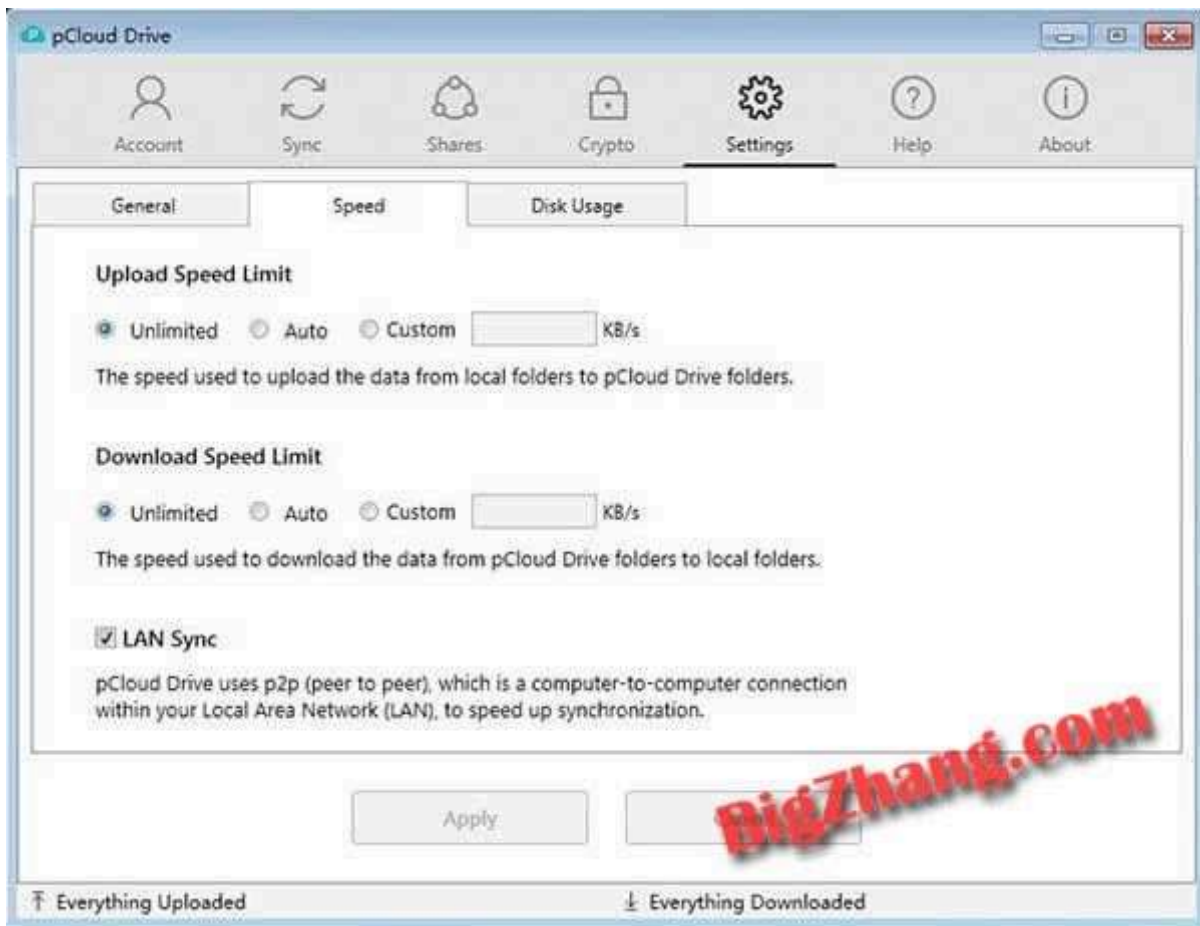 pCloud Drive
Account Sync Shares Crypto Settings Help About
General Speed Disk Usage
Upload Speed Limit
Unlimited Auto Custom KB/s
The speed used to upload the data from local folders to pCloud Drive folders.
Download Speed Limit
Unlimited Auto Custom KB/s
The speed used to download the data from pCloud Drive folders to local folders.
LAN Sync
pCloud Drive uses p2p (peer to peer), which is a computer-to-computer connection
within your Local Area Network (LAN), to speed up synchronization.
BigZhang.com
Apply
Everything Uploaded Everything Downloaded